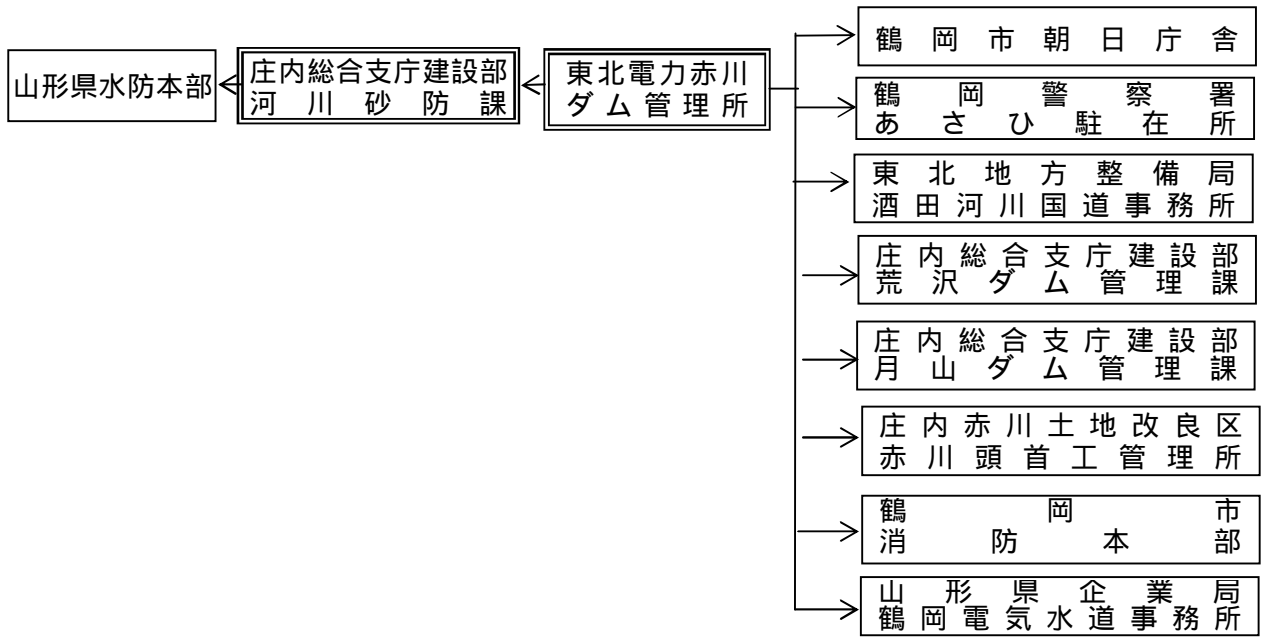 山形県水防本部
庄内総合支庁建設部
河川砂防課
東北電力赤川
ダム管理所
鶴岡市朝日庁舎
鶴岡警察署
あさひ駐在所
東北地方整備局
酒田河川国道事務所
庄内総合支庁建設部
荒沢ダム管理課
庄内総合支庁建設部
月山ダム管理課
庄内赤川土地改良区
赤川頭首工管理所
鶴岡市
消防本部
山形県企業局
鶴岡電気水道事務所